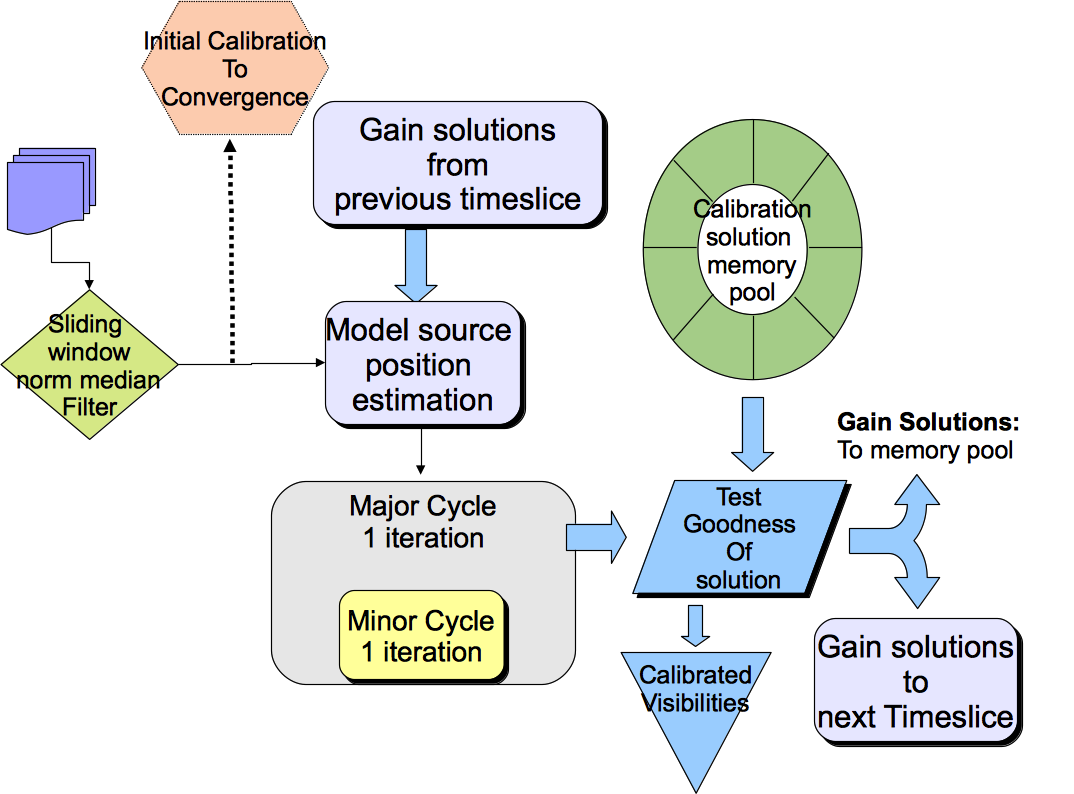 Initial Calibration
To
Convergence
Gain solutions
from
previous timeslice
Calibration
solution
memory
pool
Sliding
window
norm median
Filter
Model source
position
estimation
Gain Solutions:
To memory pool
Major Cycle
1 iteration
Minor Cycle
1 iteration
Test
Goodness
Of
solution
Calibrated
Visibilities
Gain solutions
to
next Timeslice